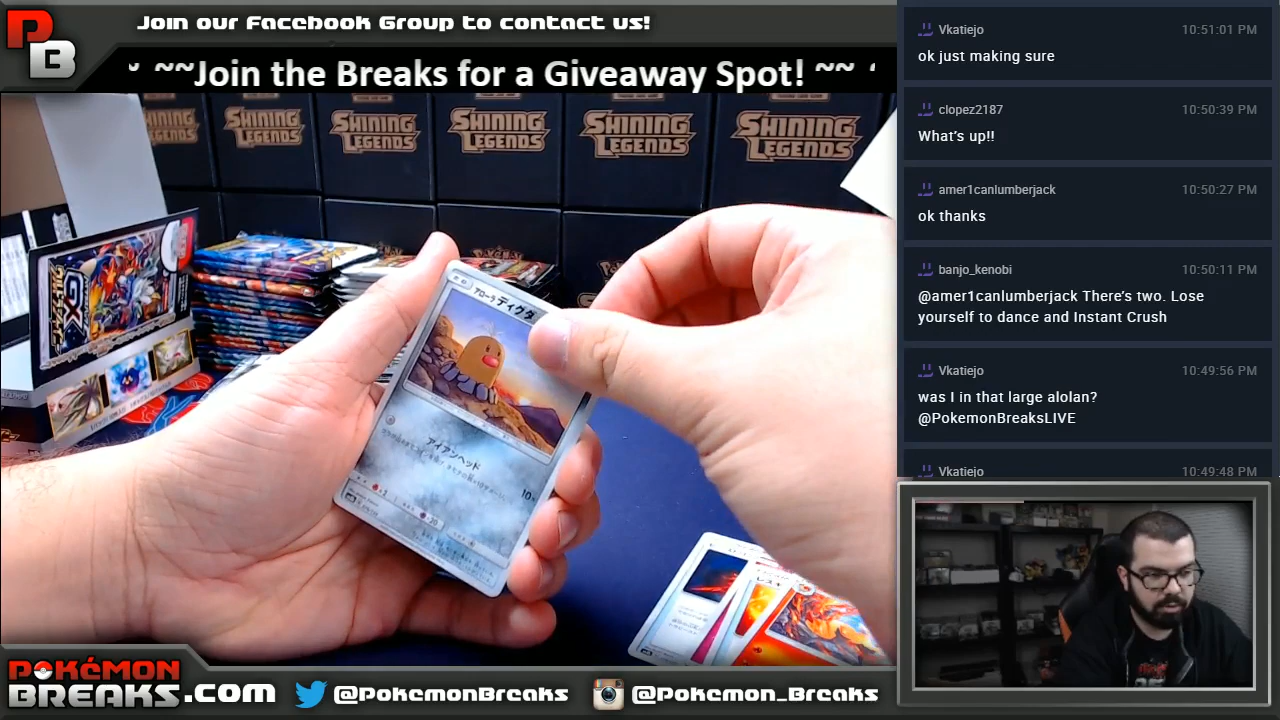 P
B
Join our Facebook Group to contact us!
~~Join the Breaks for a Giveaway Spot! ~~
SHINING
LEGENDS
SHINING
LEGENDS
SHINING
LEGENDS
SHINING
LEGENDS
SHINING
LEGENDS
SHINING
LEGENDS
GX
アローラ ディグダ
アイアンヘッド
10
POKéMON
BREAKS.com
@PokemonBreaks
@Pokemon_Breaks
Vkatiejo 10:51:01 PM
ok just making sure
clopez2187 10:50:39 PM
What's up!!
amer1canlumberjack 10:50:27 PM
ok thanks
banjo_kenobi 10:50:11 PM
@amer1canlumberjack There's two. Lose
yourself to dance and Instant Crush
Vkatiejo 10:49:56 PM
was I in that large alolan?
@PokemonBreaksLIVE
Vkatiejo 10:49:48 PM